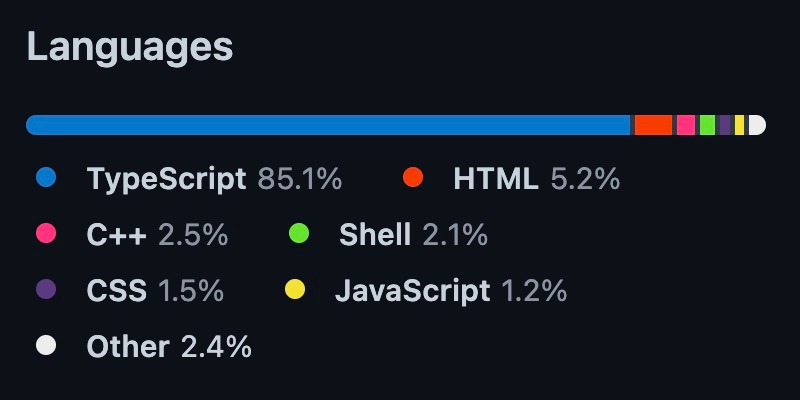 Languages
TypeScript 85.1% HTML 5.2%
C++ 2.5% Shell 2.1%
CSS 1.5% JavaScript 1.2%
Other 2.4%